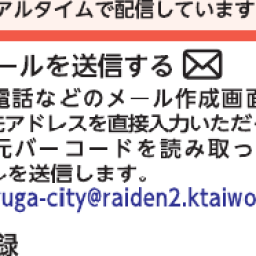 アルタイムで配信しています
ールを送信する
電話などのメール作成画面
先アドレスを直接入力いただ
元バーコードを読み取っ
ルを送信します。
uga-city@raiden2.ktaiwo
録